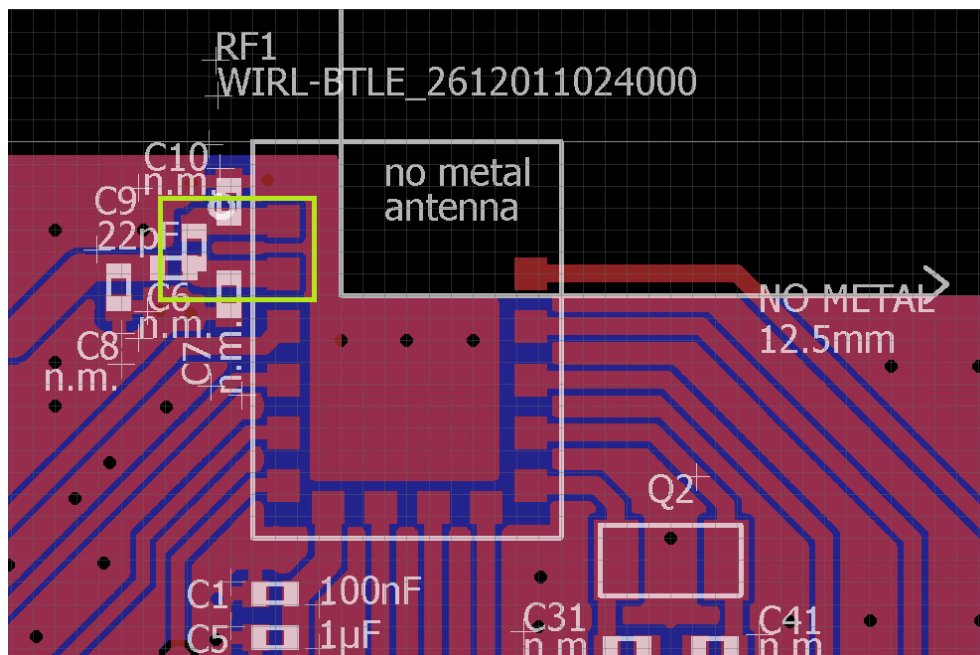 RF1
WIRL-BTLE_2612011024000
C10
n.m.
no metal
antenna
C9
22pF
C6
n.m.
NO METAL
12.5mm
C8
n.m.
C7
n.m.
Q2
C1
100nF
C31
n.m.
C41
n.m.
C5
1µF